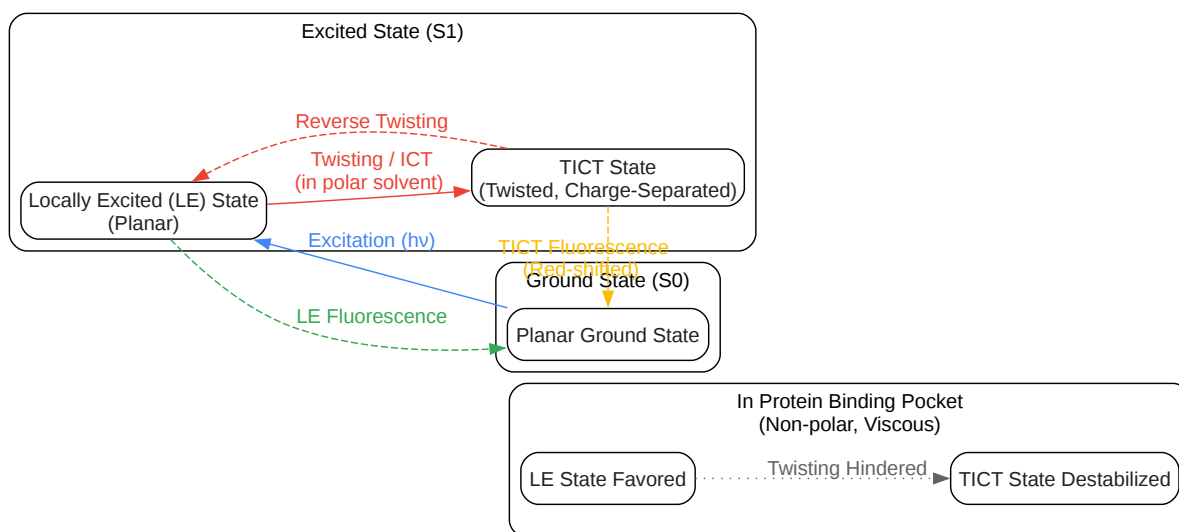 Excited State (S1)
Reverse Twisting
Twisting / ICT
(in polar solvent)
TICT State
(Twisted, Charge-Separated)
Locally Excited (LE) State
(Planar)
Excitation (hν)
TICT Fluorescence
(Red-shifted)
Ground State (S0)
LE Fluorescence
Planar Ground State
In Protein Binding Pocket
(Non-polar, Viscous)
LE State Favored
Twisting Hindered
TICT State Destabilized